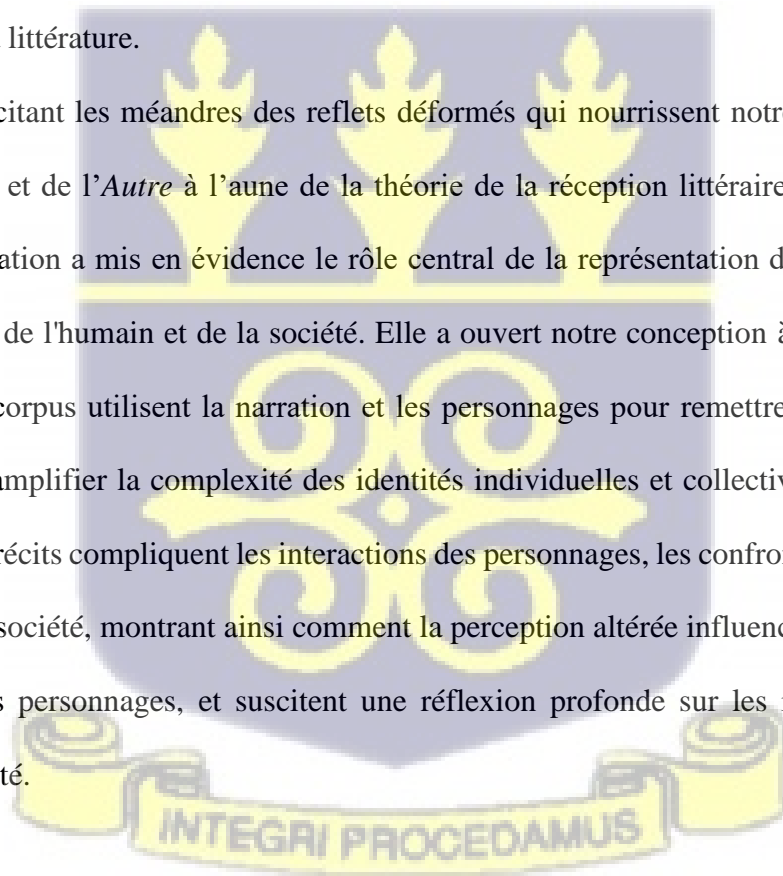 littérature.
citant les méandres des reflets déformés qui nourrissent notr
et de l’Autre à l’aune de la théorie de la réception littéraire
ation a mis en évidence le rôle central de la représentation d
de l'humain et de la société. Elle a ouvert notre conception à
corpus utilisent la narration et les personnages pour remettre
amplifier la complexité des identités individuelles et collectiv
récits compliquent les interactions des personnages, les confron
société, montrant ainsi comment la perception altérée influenc
s personnages, et suscitent une réflexion profonde sur les
té.
INTEGRI PROCEDAMUS